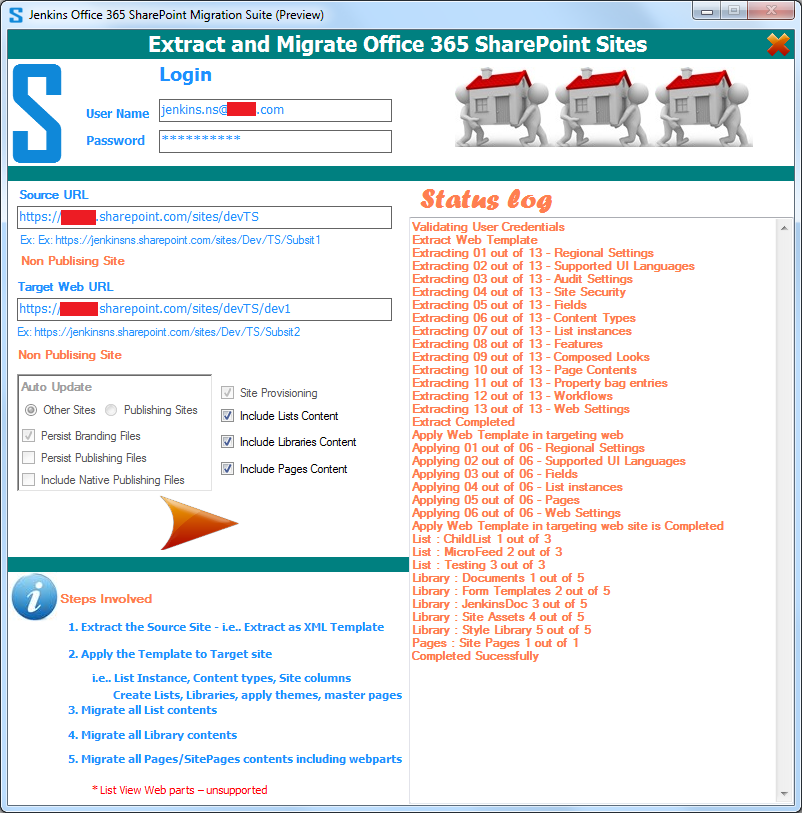 Jenkins Office 365 SharePoint Migration Suite (Preview)
Extract and Migrate Office 365 SharePoint Sites
S
Login
User Name
jenkins.ns@ .com
Password
**********
Source URL
https:// .sharepoint.com/sites/devTS
Ex: Ex: https://jenkinsns.sharepoint.com/sites/Dev/TS/Subsit1
Non Publising Site
Target Web URL
https:// .sharepoint.com/sites/devTS/dev1
Ex: https://jenkinsns.sharepoint.com/sites/Dev/TS/Subsit2
Non Publising Site
Auto Update
Other Sites Publishing Sites
Persist Branding Files
Persist Publishing Files
Include Native Publishing Files
Site Provisioning
Include Lists Content
Include Libraries Content
Include Pages Content
i
Steps Involved
1. Extract the Source Site - i.e.. Extract as XML Template
2. Apply the Template to Target site
i.e.. List Instance, Content types, Site columns
Create Lists, Libraries, apply themes, master pages
3. Migrate all List contents
4. Migrate all Library contents
5. Migrate all Pages/SitePages contents including webparts
* List View Web parts – unsupported
Status log
Validating User Credentials
Extract Web Template
Extracting 01 out of 13 - Regional Settings
Extracting 02 out of 13 - Supported UI Languages
Extracting 03 out of 13 - Audit Settings
Extracting 04 out of 13 - Site Security
Extracting 05 out of 13 - Fields
Extracting 06 out of 13 - Content Types
Extracting 07 out of 13 - List instances
Extracting 08 out of 13 - Features
Extracting 09 out of 13 - Composed Looks
Extracting 10 out of 13 - Page Contents
Extracting 11 out of 13 - Property bag entries
Extracting 12 out of 13 - Workflows
Extracting 13 out of 13 - Web Settings
Extract Completed
Apply Web Template in targeting web
Applying 01 out of 06 - Regional Settings
Applying 02 out of 06 - Supported UI Languages
Applying 03 out of 06 - Fields
Applying 04 out of 06 - List instances
Applying 05 out of 06 - Pages
Applying 06 out of 06 - Web Settings
Apply Web Template in targeting web site is Completed
List : ChildList 1 out of 3
List : MicroFeed 2 out of 3
List : Testing 3 out of 3
Library : Documents 1 out of 5
Library : Form Templates 2 out of 5
Library : JenkinsDoc 3 out of 5
Library : Site Assets 4 out of 5
Library : Style Library 5 out of 5
Pages : Site Pages 1 out of 1
Completed Sucessfully